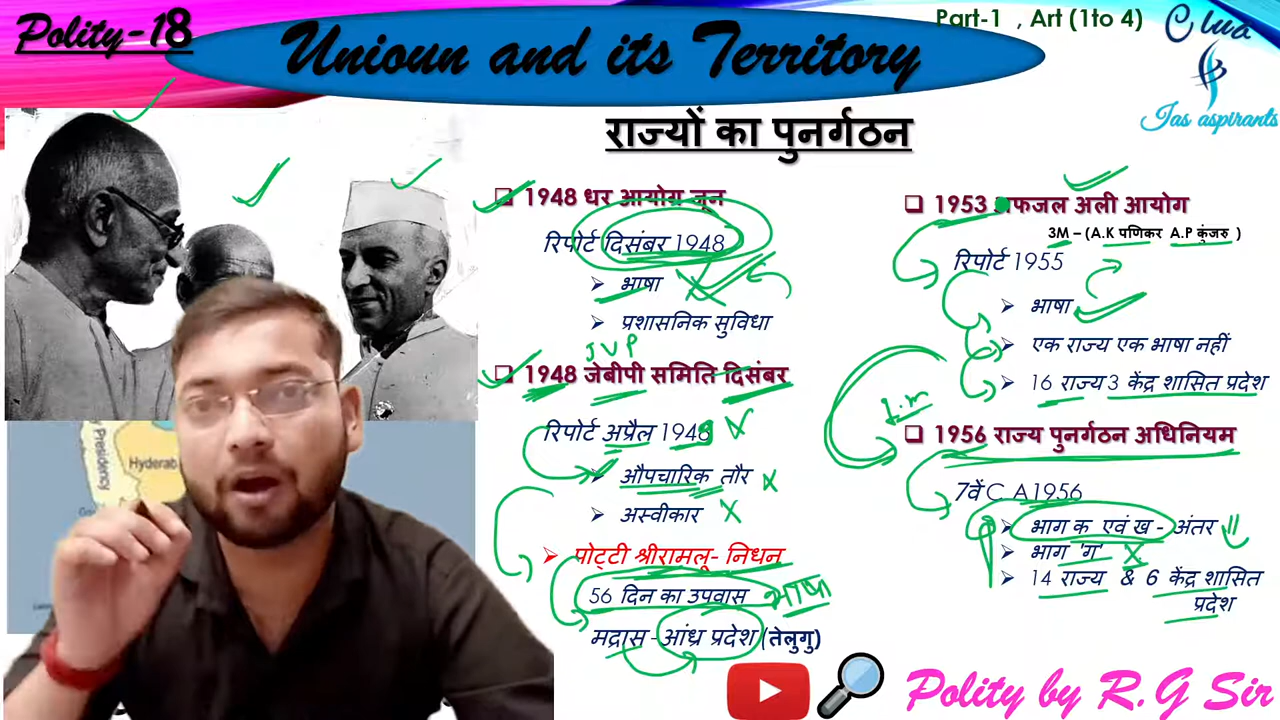 Polity-18
Unioun and its Territory
Part-1 , Art (1to 4)
Ias aspirants
राज्यों का पुनर्गठन
1948 धर आयोग जून
रिपोर्ट दिसंबर 1948
भाषा
प्रशासनिक सुविधा
J V P
1948 जेबीपी समिति दिसंबर
रिपोर्ट अप्रैल 1949
औपचारिक तौर
अस्वीकार
पोट्टी श्रीरामलू- निधन
56 दिन का उपवास भाषा
मद्रास - आंध्र प्रदेश (तेलुगु)
1953 फजल अली आयोग
3M – (A.K पणिकर A.P कुंजरु )
रिपोर्ट 1955
भाषा
एक राज्य एक भाषा नहीं
16 राज्य 3 केंद्र शासित प्रदेश
1956 राज्य पुनर्गठन अधिनियम
7वें C A 1956
भाग क एवं ख - अंतर
भाग 'ग'
14 राज्य & 6 केंद्र शासित
प्रदेश
Presidency
Hyderab
Polity by R.G Sir